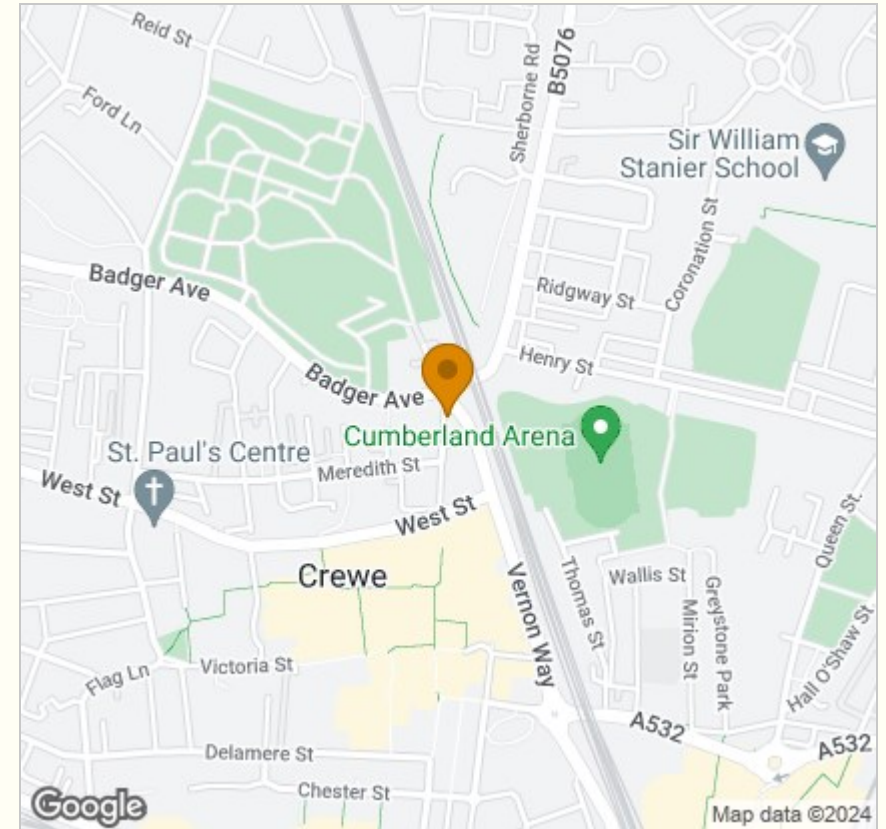 Reid St
Ford Ln
Sherborne Rd
B5076
Sir William
Stanier School
Coronation St
Badger Ave
Ridgway St
Henry St
Badger Ave
Cumberland Arena
St. Paul's Centre
Meredith St
West St
West St
Queen St.
Crewe
Vernon Way
Thomas St
Wallis St
Mirion St
Greystone Park
Hall O'Shaw St
Flag Ln
Victoria St
A532
A532
Delamere St
Chester St
Google
Map data ©2024